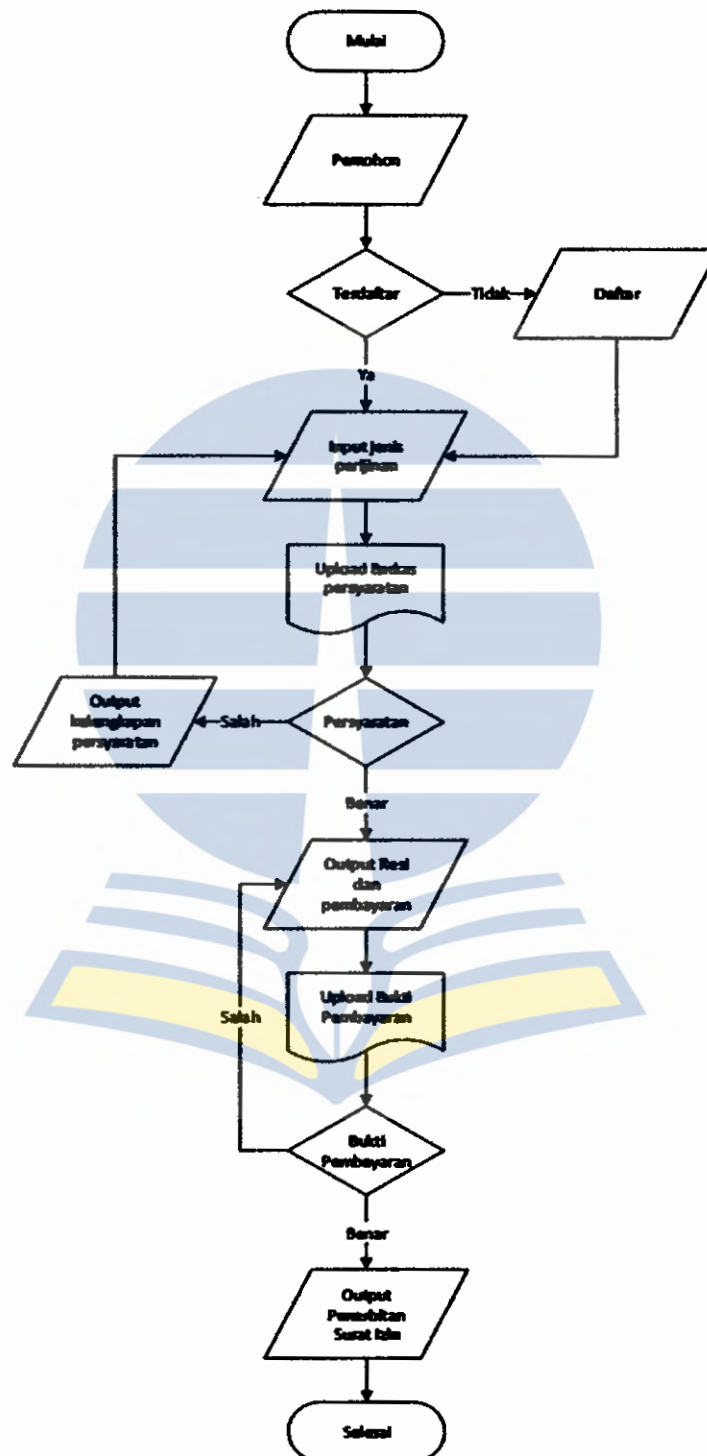 Mulai
Pemohon
Terdaftar
Tidak
Daftar
Ya
Input jenis
perijinan
Upload Berkas
persyaratan
Output
kelengkapan
persyaratan
Salah
Persyaratan
Benar
Output Resi
dan
pembayaran
Upload Bukti
Pembayaran
Salah
Bukti
Pembayaran
Benar
Output
Penerbitan
Surat Izin
Selesai